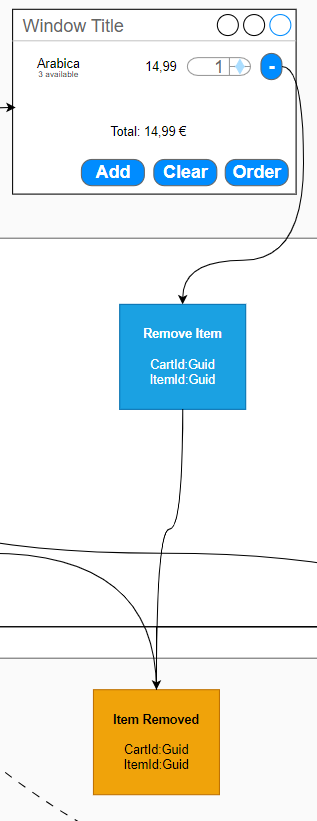 Window Title
Arabica 14,99 1 -
3 available
Total: 14,99 €
Add Clear Order
Remove Item
CartId:Guid
ItemId:Guid
Item Removed
CartId:Guid
ItemId:Guid